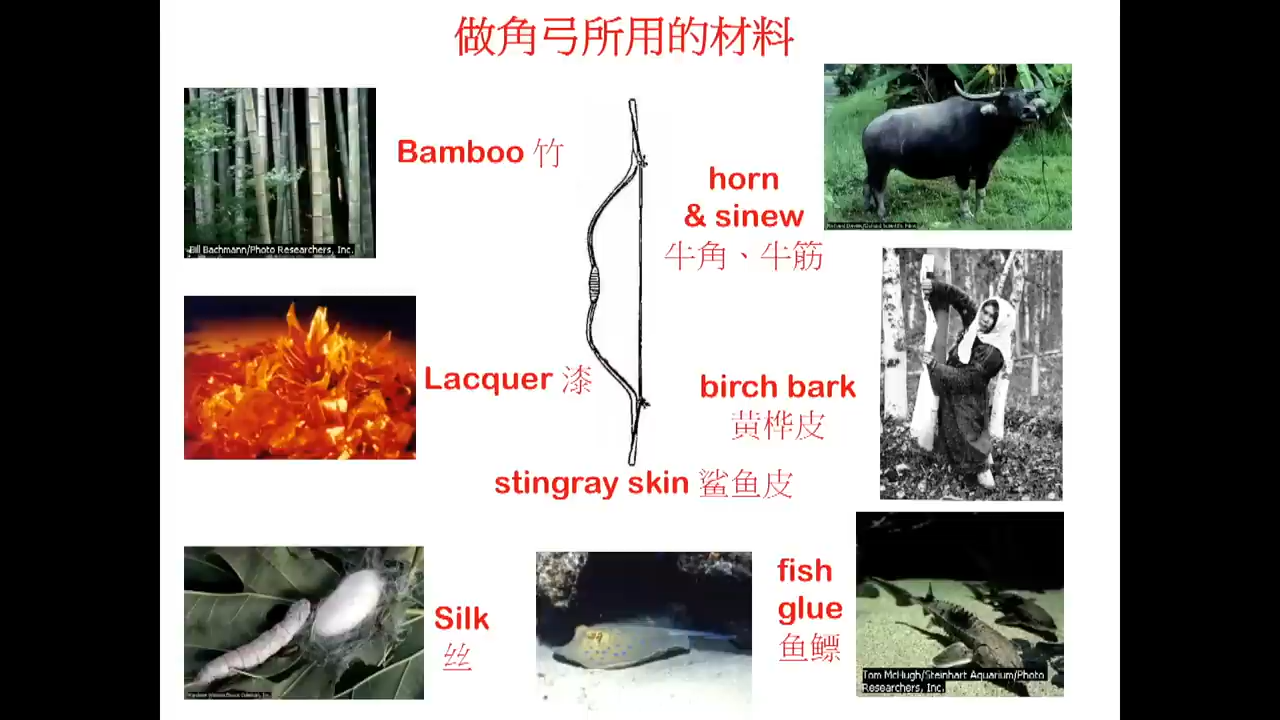 做角弓所用的材料
Bamboo 竹
horn
& sinew
牛角、牛筋
Bill Bachmann/Photo Researchers, Inc.
Lacquer 漆
birch bark
黄桦皮
stingray skin 鲨鱼皮
Silk
丝
fish
glue
鱼鳔
Tom McHugh/Steinhart Aquarium/Photo
Researchers, Inc.